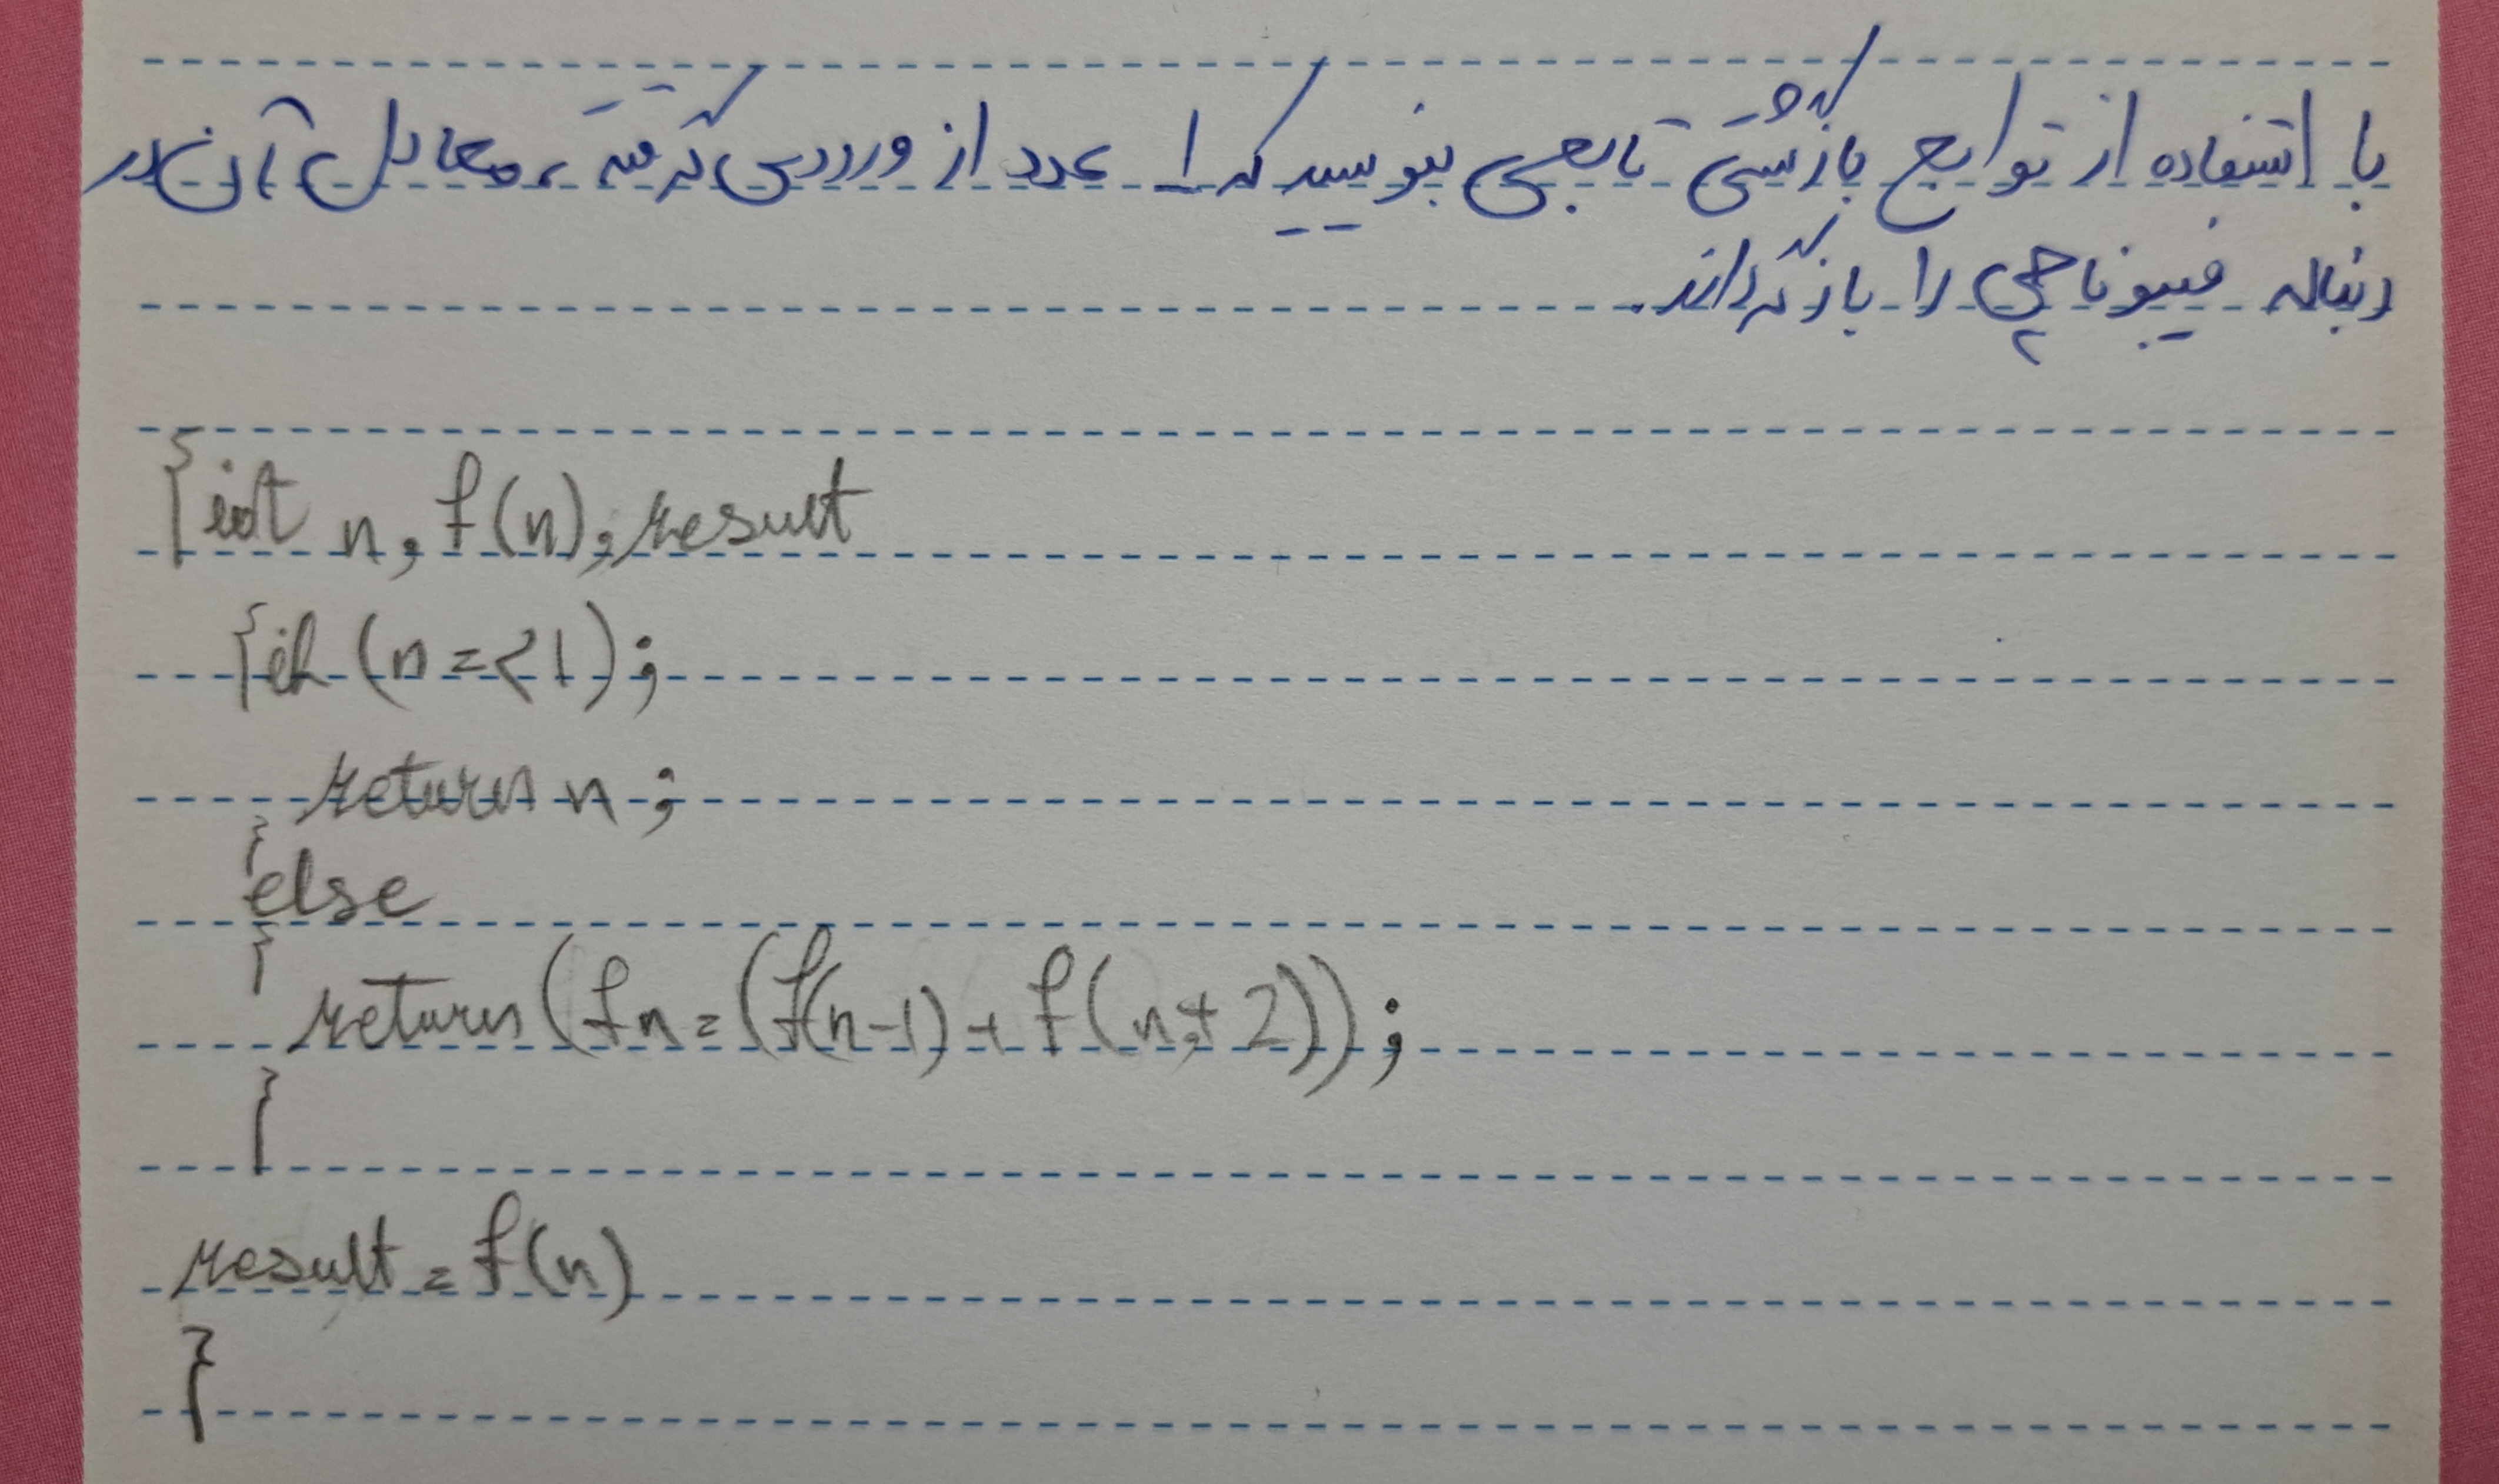 با استفاده از توابع بازگشتی تابعی بنویسید که ۱ عدد از ورودی گرفته، معادل آن در
دنباله فیبوناچی را بازگرداند.
{int n, f(n), result
{if (n=<1);
return n;
}else
{
return(fn=(f(n-1)+f(n+2));
}
result=f(n)
}